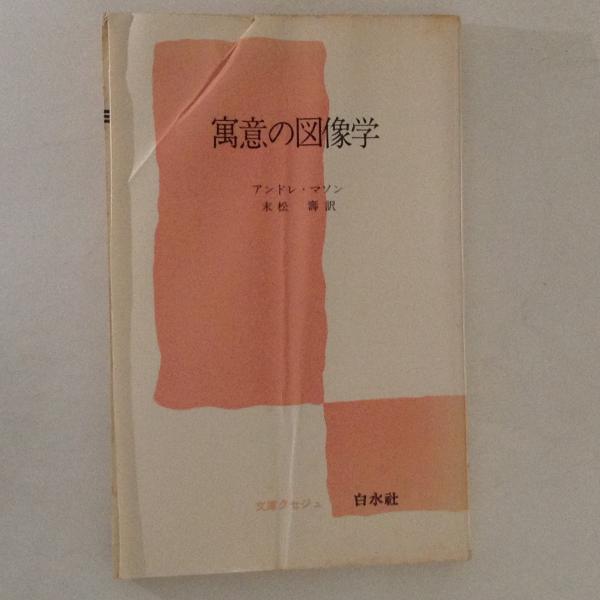 寓意の図像学
アンドレ・マソン
末松 壽訳
文庫クセジュ
白水社